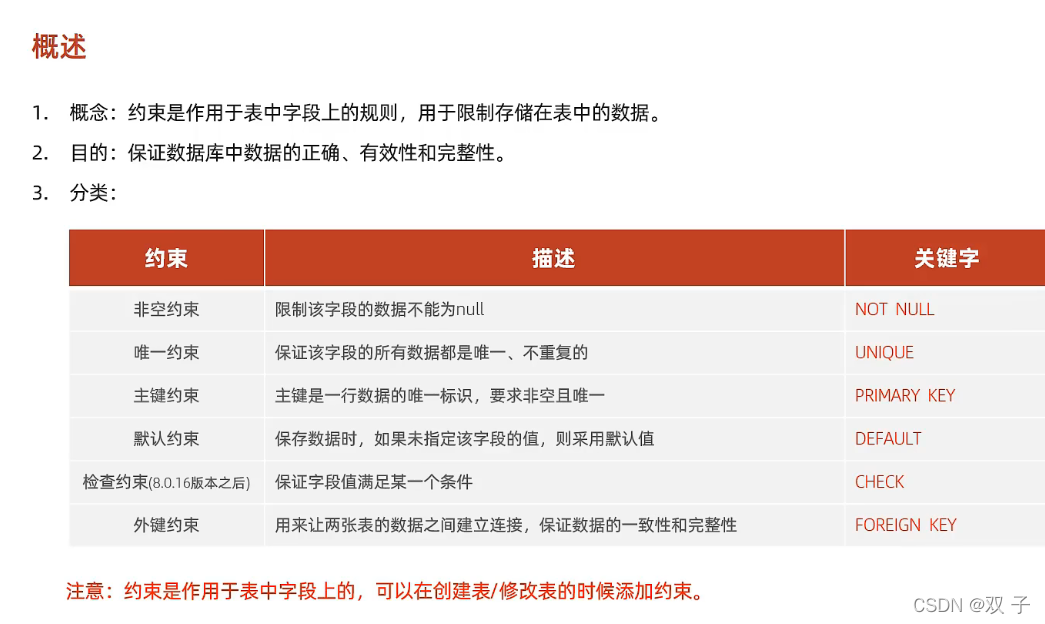 概述
1. 概念：约束是作用于表中字段上的规则，用于限制存储在表中的数据。
2. 目的：保证数据库中数据的正确、有效性和完整性。
3. 分类：
约束 描述 关键字
非空约束 限制该字段的数据不能为null NOT NULL
唯一约束 保证该字段的所有数据都是唯一、不重复的 UNIQUE
主键约束 主键是一行数据的唯一标识，要求非空且唯一 PRIMARY KEY
默认约束 保存数据时，如果未指定该字段的值，则采用默认值 DEFAULT
检查约束(8.0.16版本之后) 保证字段值满足某一个条件 CHECK
外键约束 用来让两张表的数据之间建立连接，保证数据的一致性和完整性 FOREIGN KEY
注意：约束是作用于表中字段上的，可以在创建表/修改表的时候添加约束。
CSDN @双 子